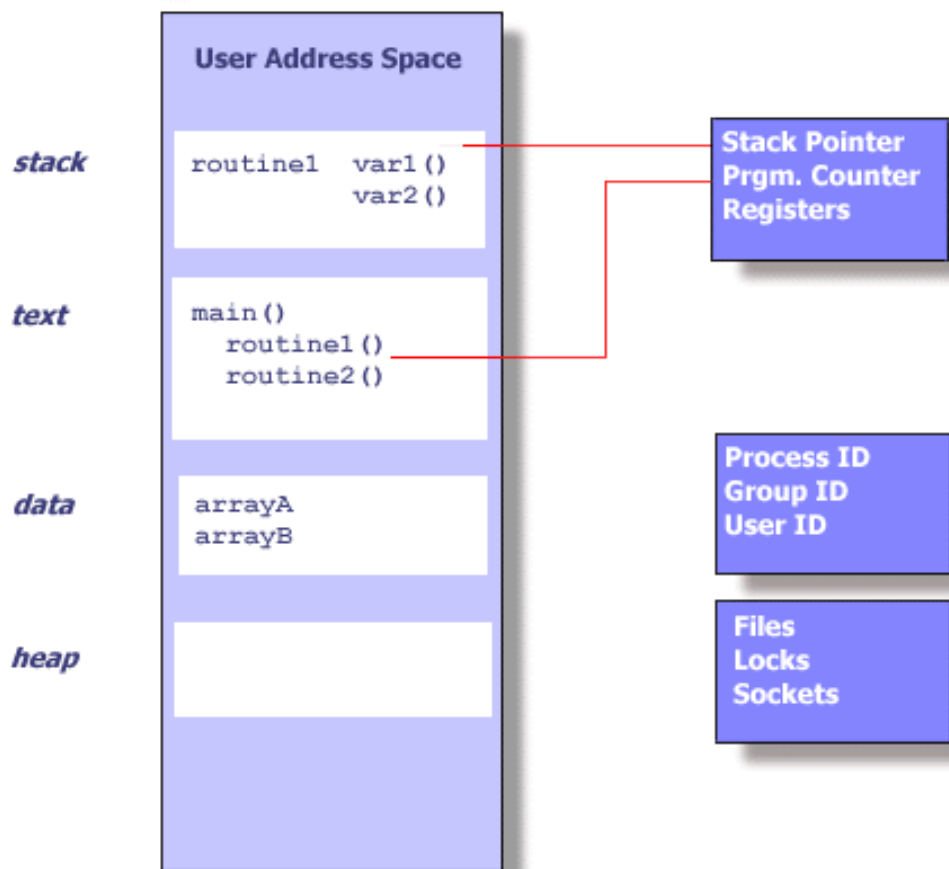 User Address Space
stack
routine1 var1()
var2()
Stack Pointer
Prgm. Counter
Registers
text
main()
routine1()
routine2()
data
arrayA
arrayB
Process ID
Group ID
User ID
heap
Files
Locks
Sockets